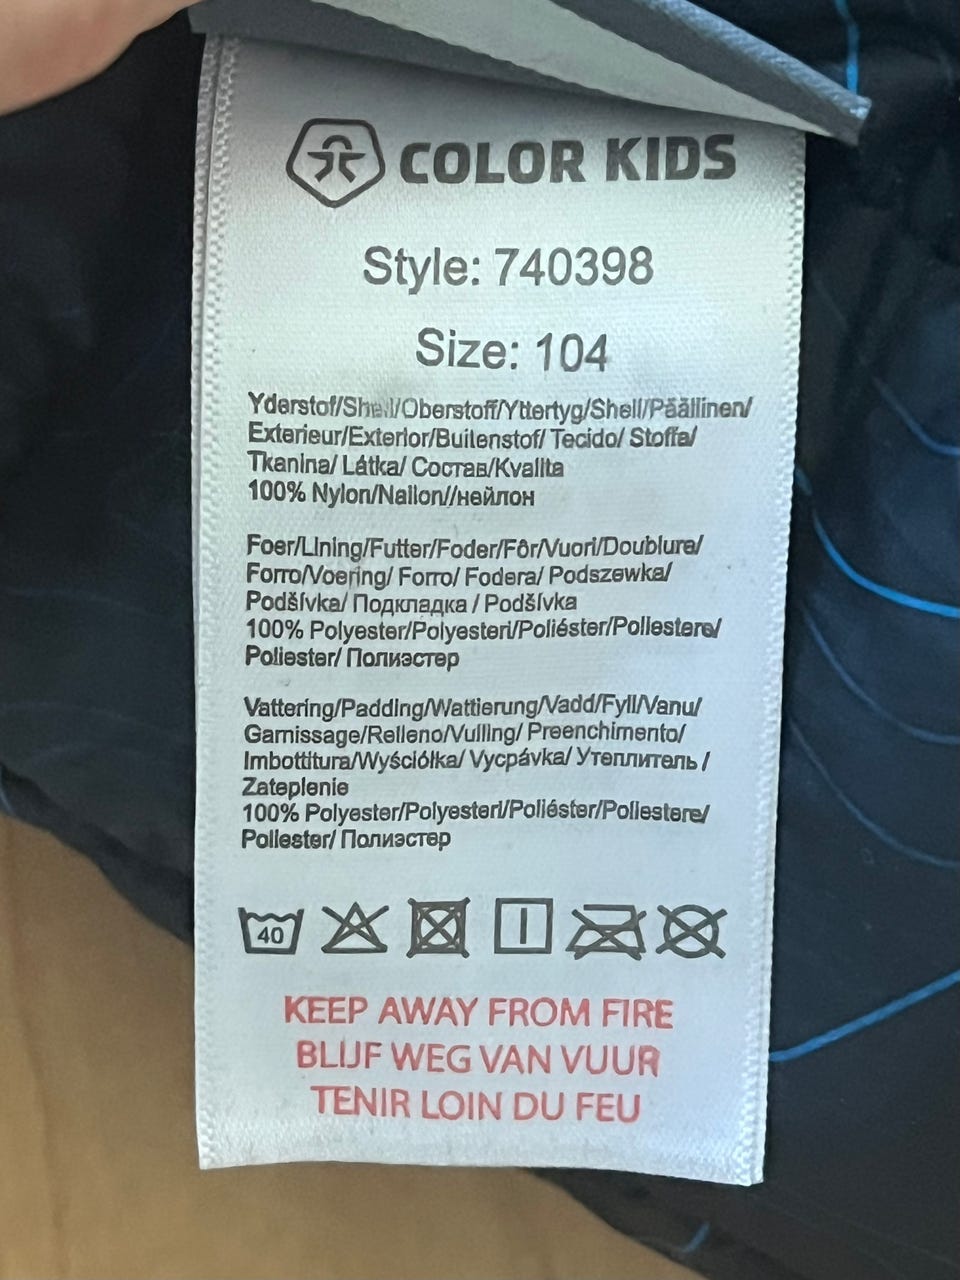 COLOR KIDS
Style: 740398
Size: 104
Yderstof/Shell/Oberstoff/Yttertyg/Shell/Päällinen/
Exterieur/Exterior/Buitenstof/ Tecido/ Stoffa/
Tkanina/ Látka/ Состав/Kvalita
100% Nylon/Nailon//нейлон
Foer/Lining/Futter/Foder/Fôr/Vuori/Doublure/
Forro/Voering/ Forro/ Fodera/ Podszewka/
Podšívka/ Подкладка / Podšívka
100% Polyester/Polyesteri/Poliéster/Poliestere/
Poliester/ Полиэстер
Vattering/Padding/Wattierung/Vadd/Fyll/Vanu/
Garnissage/Relleno/Vulling/ Preenchimento/
Imbottitura/Wyściółka/ Vycpávka/ Утеплитель /
Zateplenie
100% Polyester/Polyesteri/Poliéster/Poliestere/
Poliester/ Полиэстер
40
KEEP AWAY FROM FIRE
BLIJF WEG VAN VUUR
TENIR LOIN DU FEU